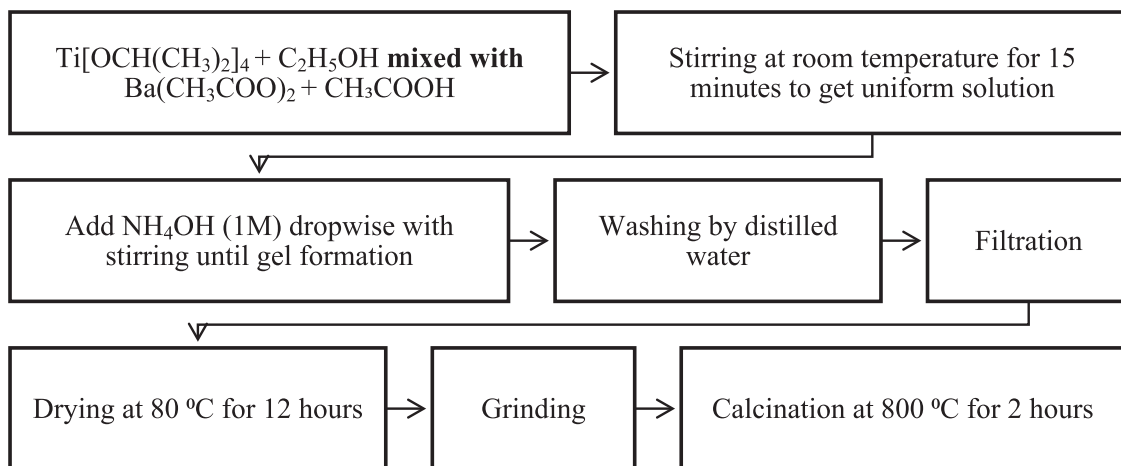 Ti[OCH(CH₃)₂]₄ + C₂H₅OH mixed with
Ba(CH₃COO)₂ + CH₃COOH
Stirring at room temperature for 15
minutes to get uniform solution
Add NH₄OH (1M) dropwise with
stirring until gel formation
Washing by distilled
water
Filtration
Drying at 80 ⁰C for 12 hours
Grinding
Calcination at 800 ⁰C for 2 hours